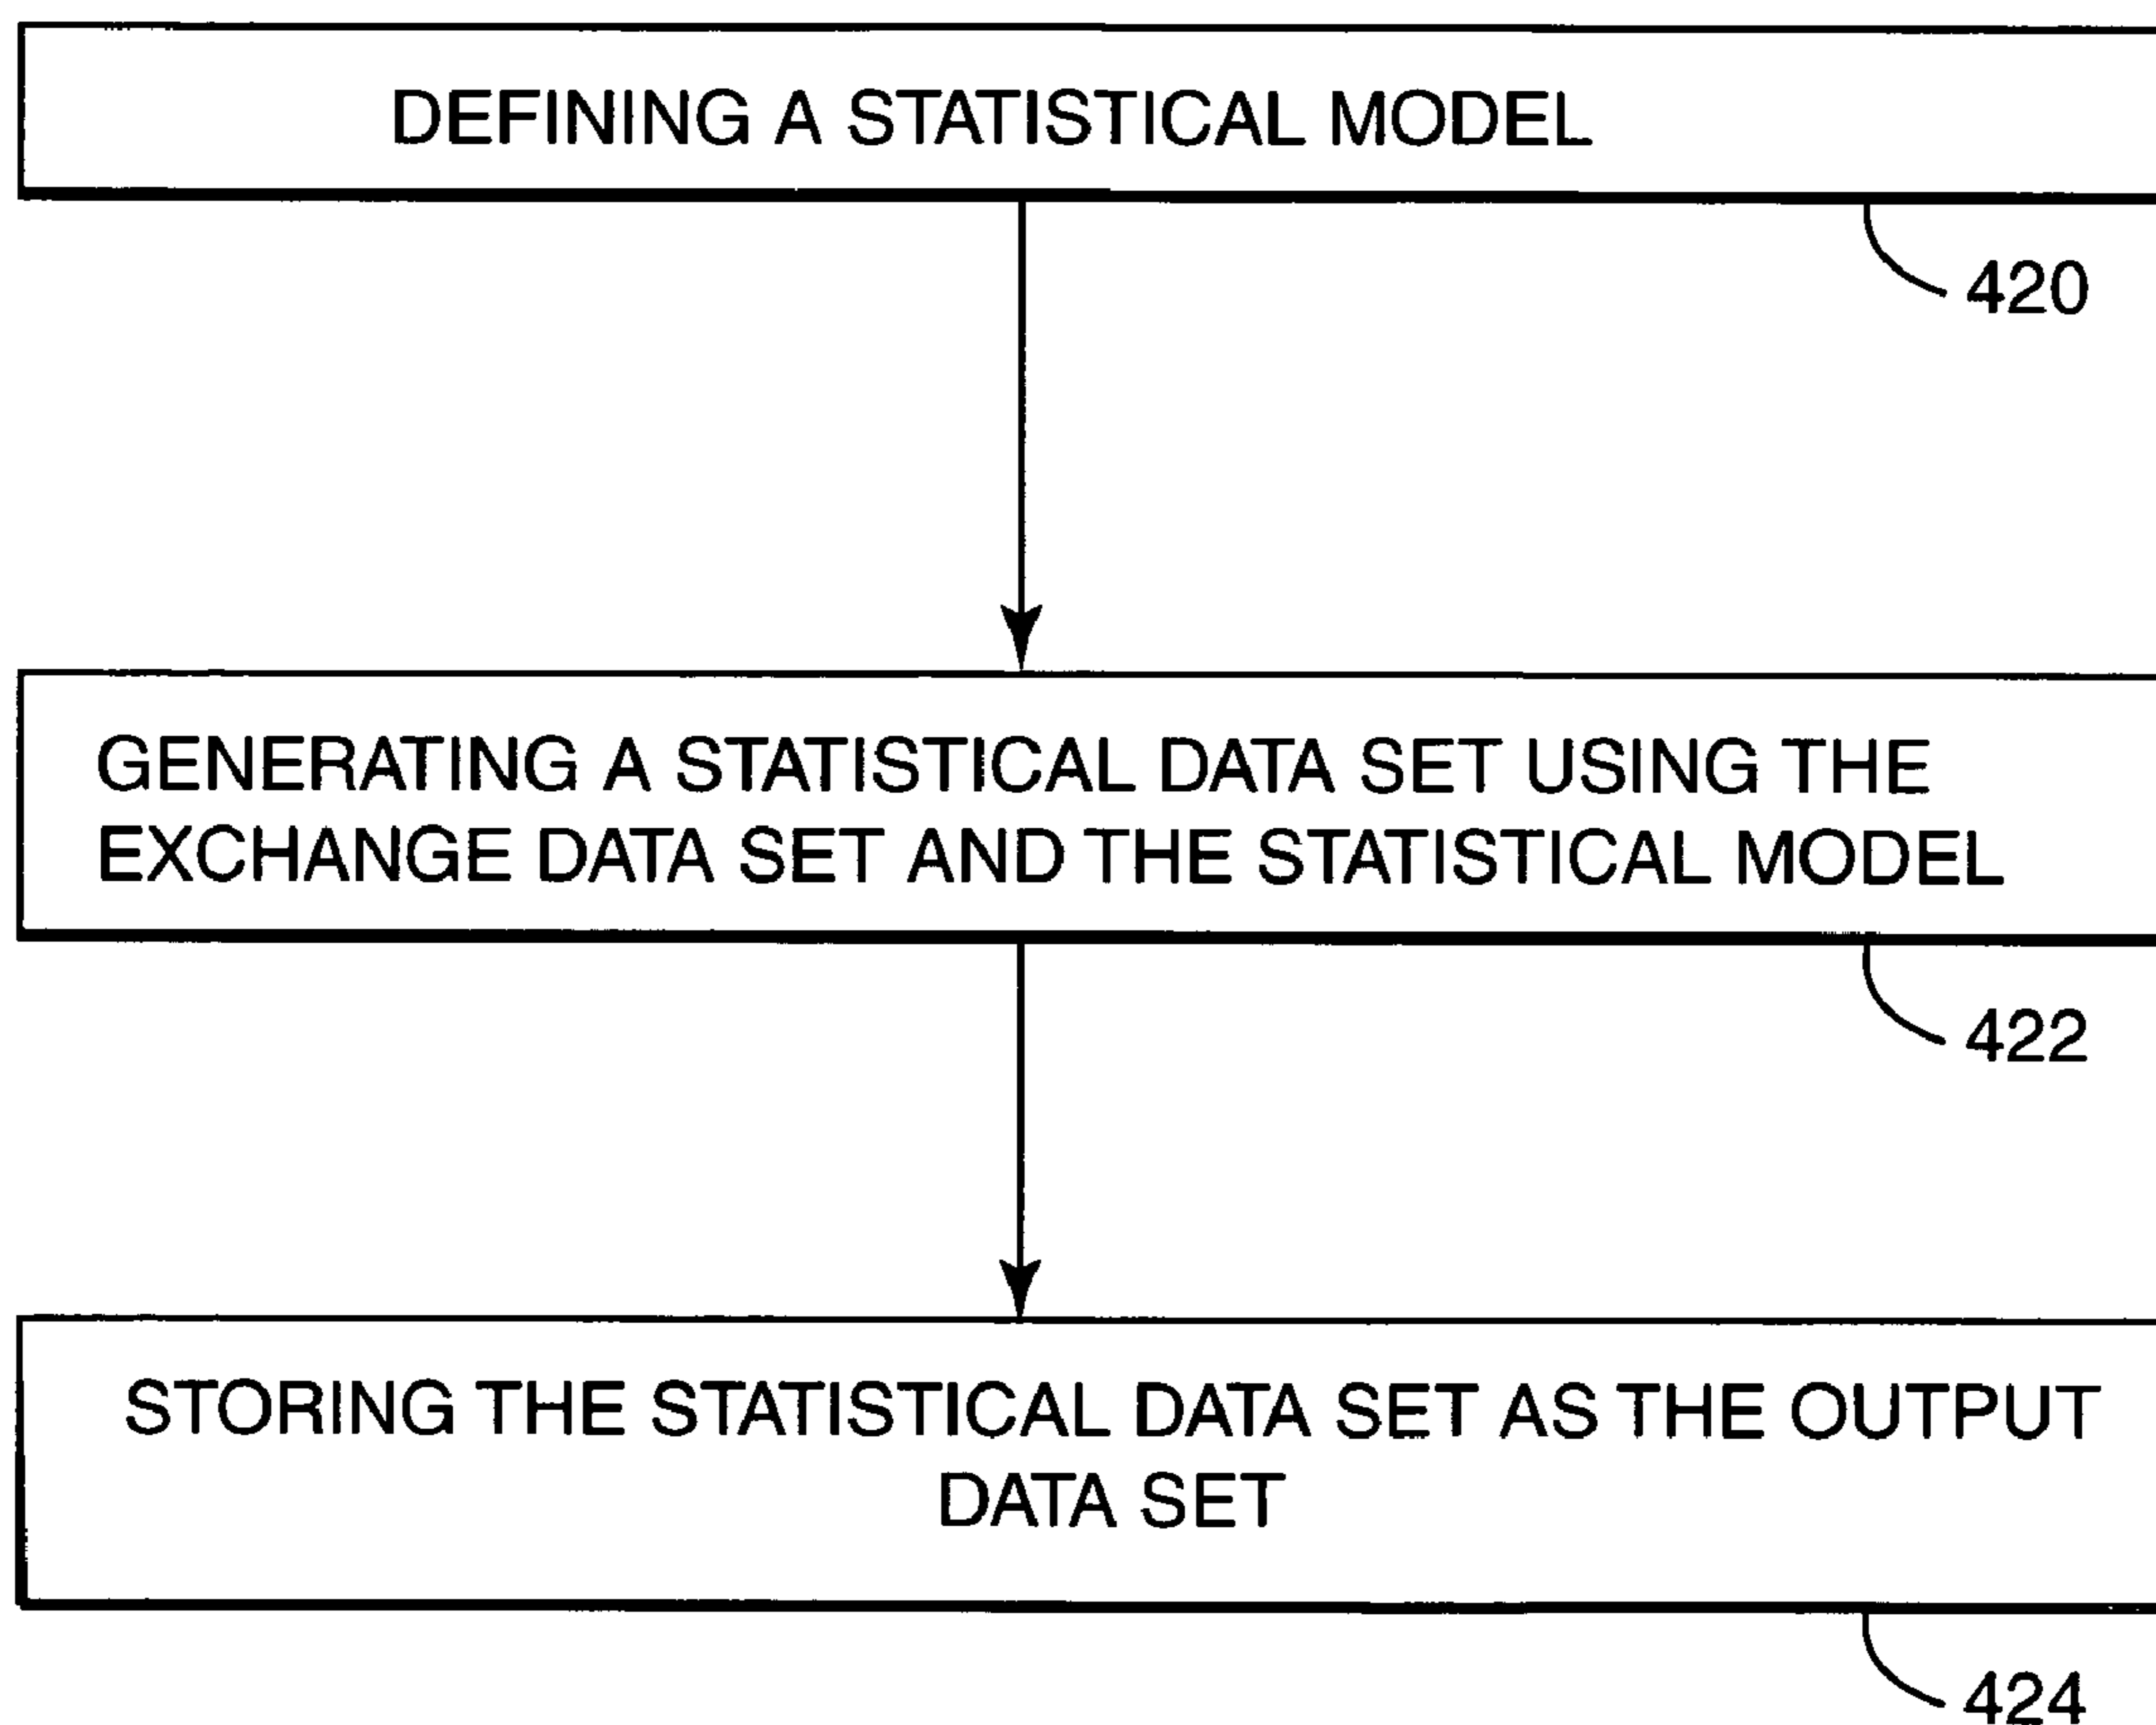 DEFINING A STATISTICAL MODEL
420
GENERATING A STATISTICAL DATA SET USING THE
EXCHANGE DATA SET AND THE STATISTICAL MODEL
422
STORING THE STATISTICAL DATA SET AS THE OUTPUT
DATA SET
424